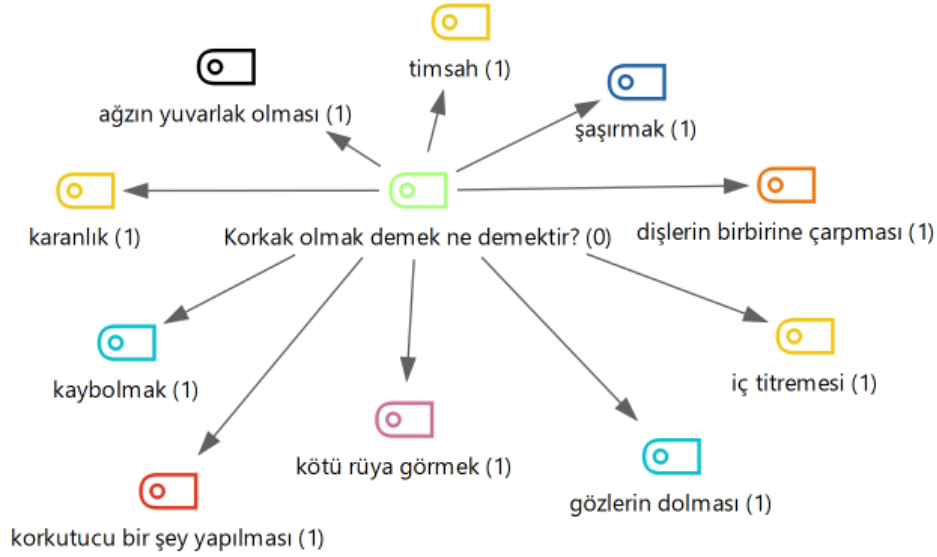 timsah (1)
ağzın yuvarlak olması (1)
şaşırmak (1)
karanlık (1)
Korkak olmak demek ne demektir? (0)
dişlerin birbirine çarpması (1)
kaybolmak (1)
iç titremesi (1)
kötü rüya görmek (1)
gözlerin dolması (1)
korkutucu bir şey yapılması (1)